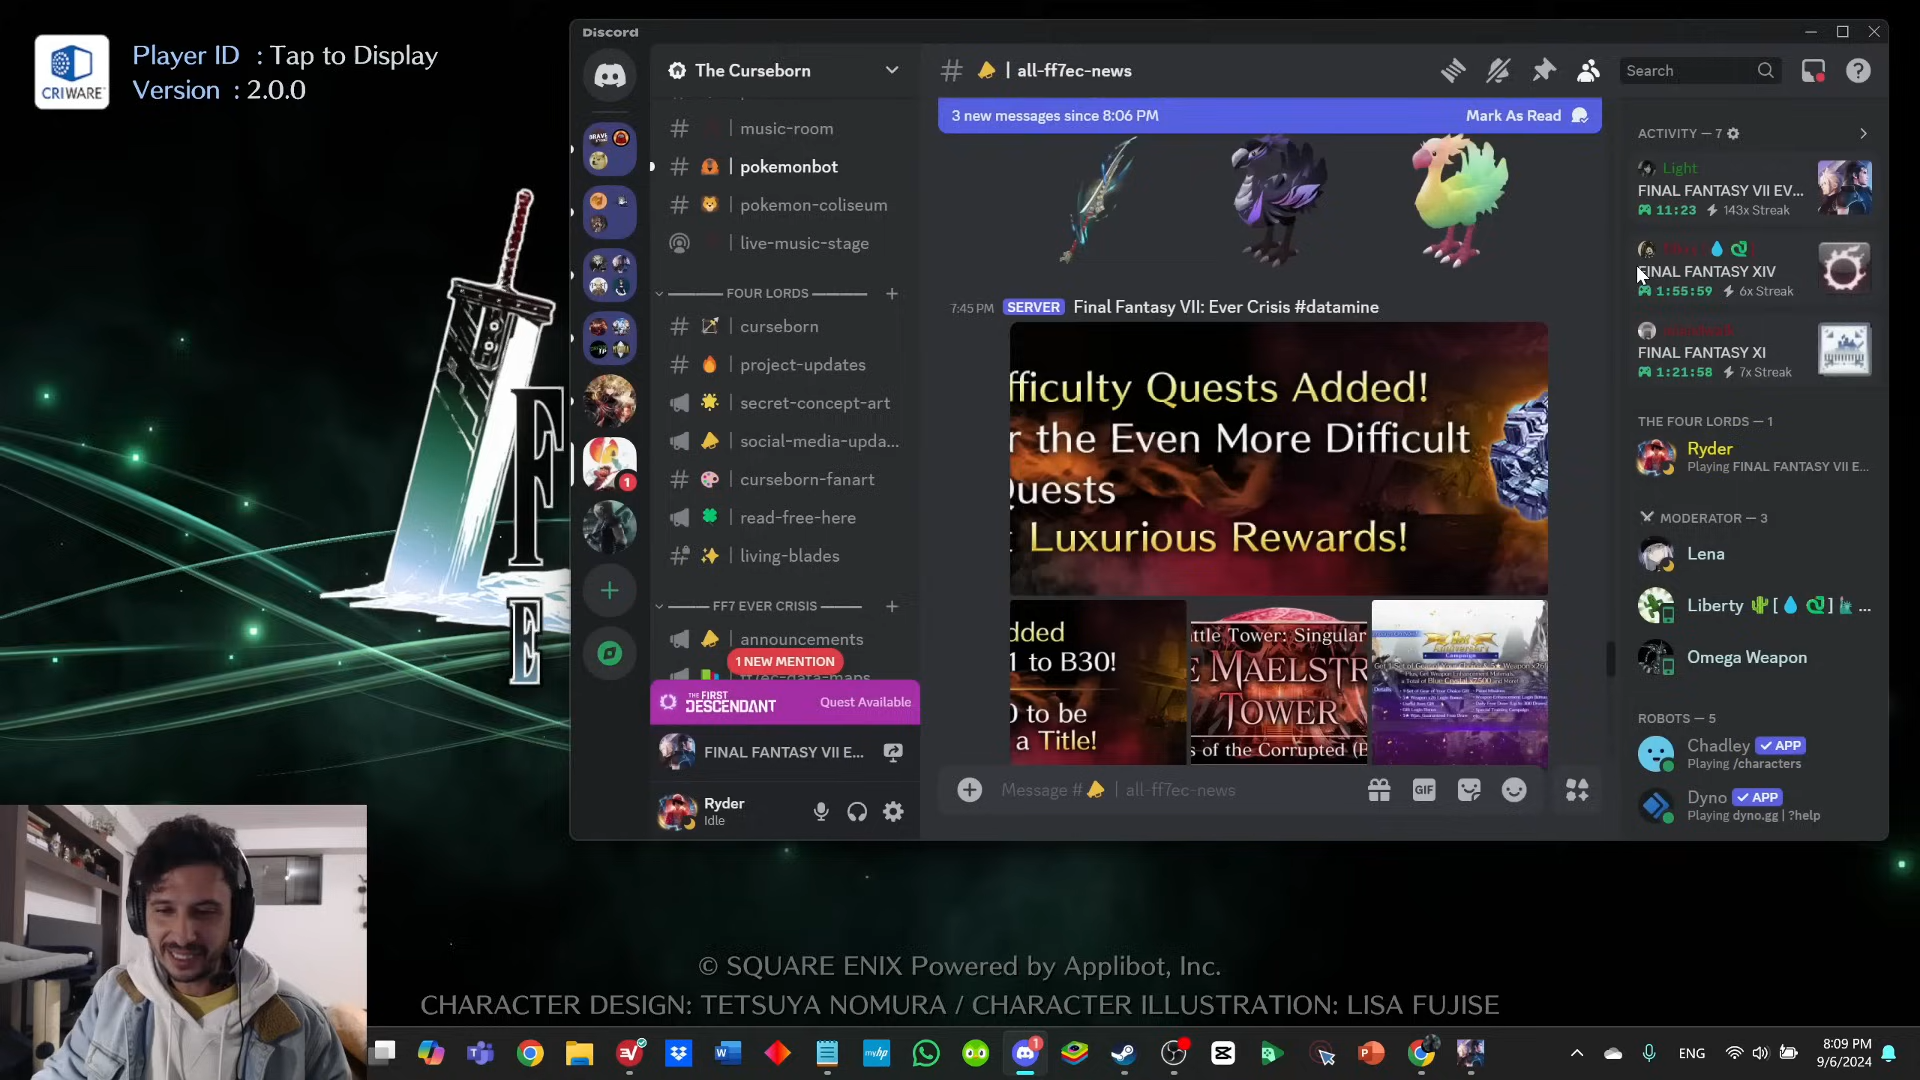 CRIWARE
Player ID : Tap to Display
Version : 2.0.0
Discord
The Curseborn
music-room
pokemonbot
pokemon-coliseum
live-music-stage
FOUR LORDS
curseborn
project-updates
secret-concept-art
social-media-upda...
curseborn-fanart
read-free-here
living-blades
FF7 EVER CRISIS
announcements
1 NEW MENTION
THE FIRST DESCENDANT
Quest Available
FINAL FANTASY VII E...
Ryder
Idle
| all-ff7ec-news
Search
3 new messages since 8:06 PM
Mark As Read
7:45 PM SERVER Final Fantasy VII: Ever Crisis #datamine
fficulty Quests Added!
r the Even More Difficult
Quests
Luxurious Rewards!
dded
1 to B30!
0 to be
a Title!
ttle Tower: Singular
E MAELSTR
TOWER
s of the Corrupted (B
Campaign
Message # | all-ff7ec-news
GIF
ACTIVITY — 7
Light
FINAL FANTASY VII EV...
11:23 143x Streak
FINAL FANTASY XIV
1:55:59 6x Streak
FINAL FANTASY XI
1:21:58 7x Streak
THE FOUR LORDS — 1
Ryder
Playing FINAL FANTASY VII E...
MODERATOR — 3
Lena
Liberty [ ] ...
Omega Weapon
ROBOTS — 5
Chadley APP
Playing /characters
Dyno APP
Playing dyno.gg | ?help
F
E
© SQUARE ENIX Powered by Applibot, Inc.
CHARACTER DESIGN: TETSUYA NOMURA / CHARACTER ILLUSTRATION: LISA FUJISE
ENG
8:09 PM
9/6/2024